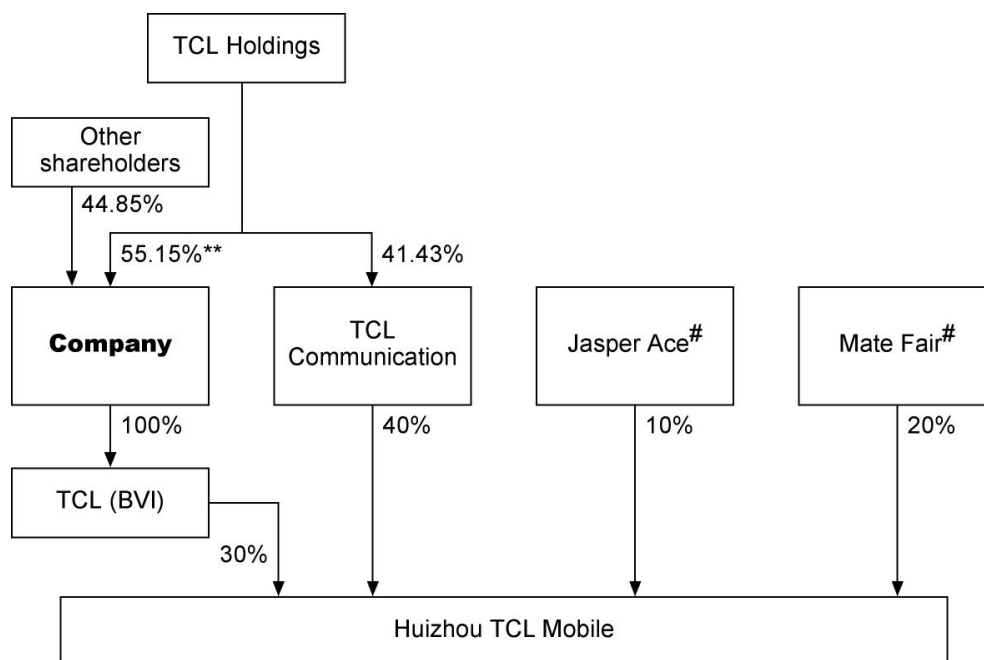 TCL Holdings
Other
shareholders
44.85%
55.15%**
41.43%
Company
TCL
Communication
Jasper Ace#
Mate Fair#
100%
40%
10%
20%
TCL (BVI)
30%
Huizhou TCL Mobile